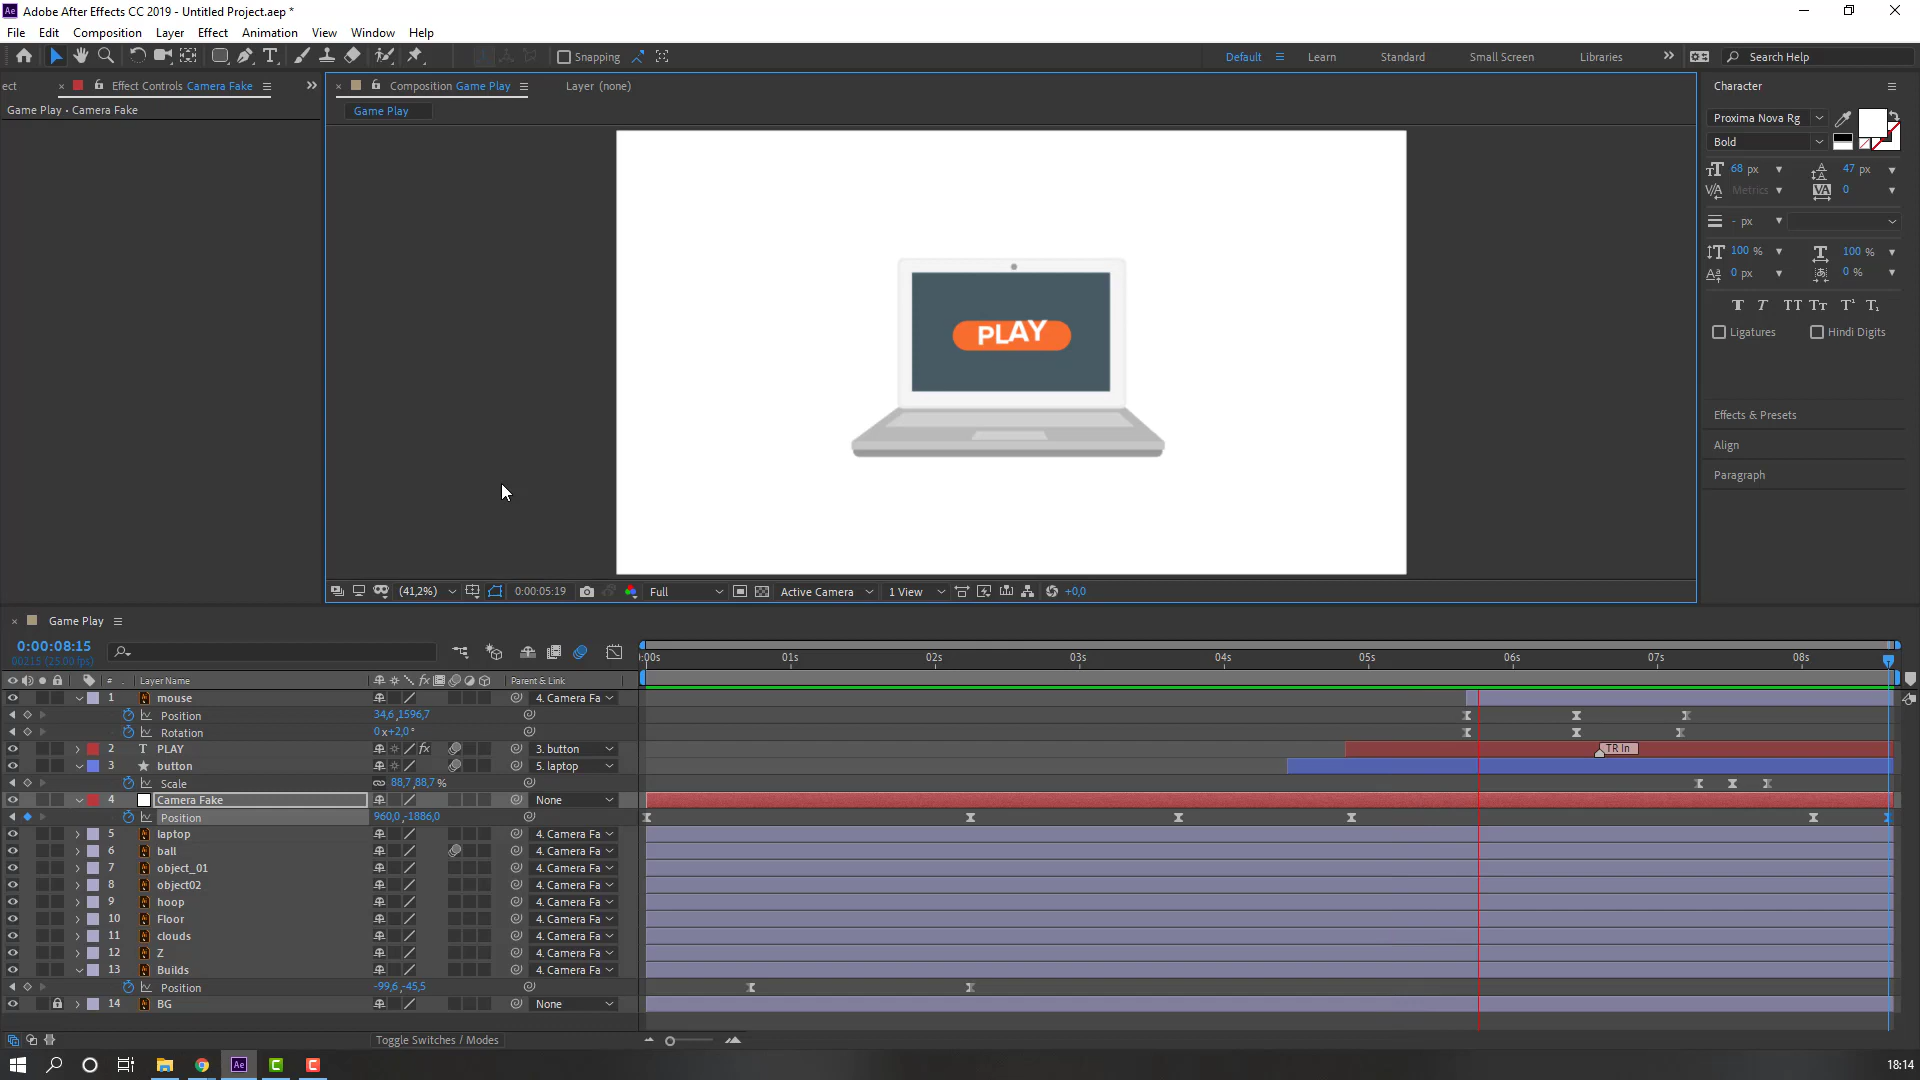 Adobe After Effects CC 2019 - Untitled Project.aep *
File Edit Composition Layer Effect Animation View Window Help
Snapping
Default Learn Standard Small Screen Libraries Search Help
ect Effect Controls Camera Fake
Composition Game Play Layer (none)
Character
Game Play • Camera Fake
Game Play
Proxima Nova Rg
Bold
68 px 47 px
Metrics 0
- px
100 % 100 %
0 px 0 %
Ligatures Hindi Digits
Effects & Presets
Align
Paragraph
PLAY
(41,2%) 0:00:05:19 Full Active Camera 1 View +0,0
Game Play
0:00:08:15
00215 (25.00 fps)
:00s 01s 02s 03s 04s 05s 06s 07s 08s
# Layer Name Parent & Link
1 mouse 4. Camera Fa
Position 34,6,1596,7
Rotation 0x+2,0°
2 PLAY 3. button TR In
3 button 5. laptop
Scale 88,7,88,7%
4 Camera Fake None
Position 960,0,-1886,0
5 laptop 4. Camera Fa
6 ball 4. Camera Fa
7 object_01 4. Camera Fa
8 object02 4. Camera Fa
9 hoop 4. Camera Fa
10 Floor 4. Camera Fa
11 clouds 4. Camera Fa
12 Z 4. Camera Fa
13 Builds 4. Camera Fa
Position -99,6,-45,5
14 BG None
Toggle Switches / Modes
18:14